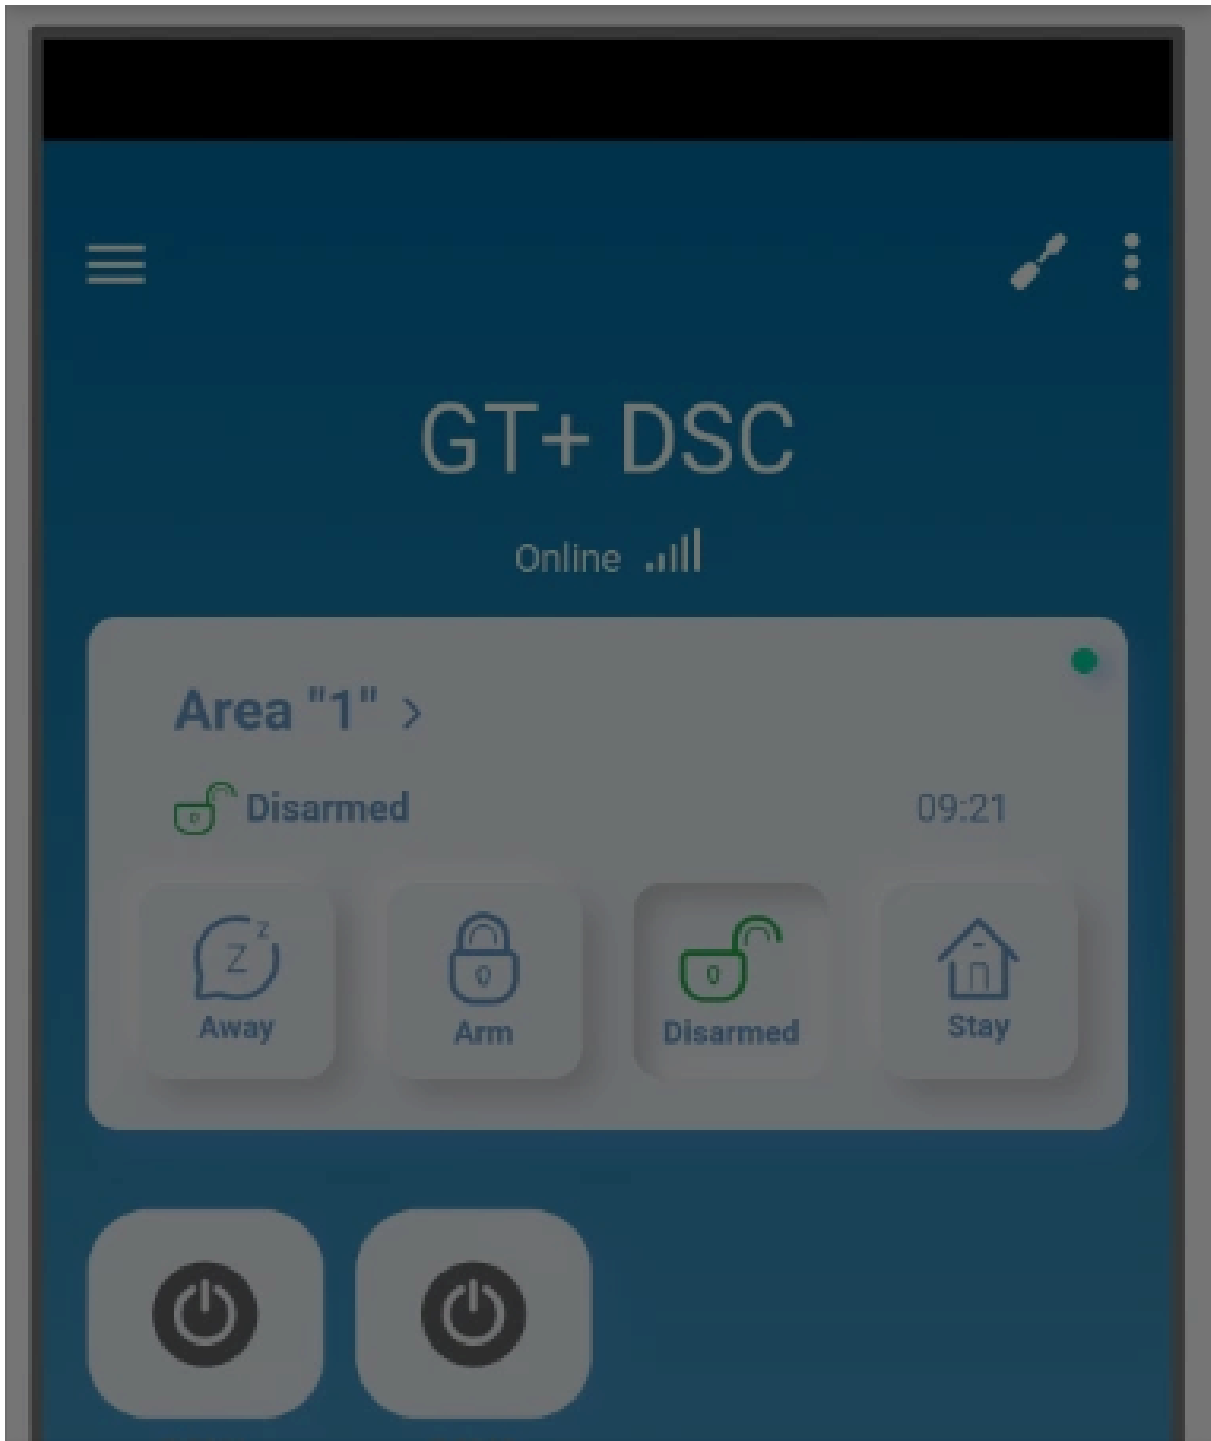 GT+ DSC
Online
Area "1" >
Disarmed 09:21
Away Arm Disarmed Stay